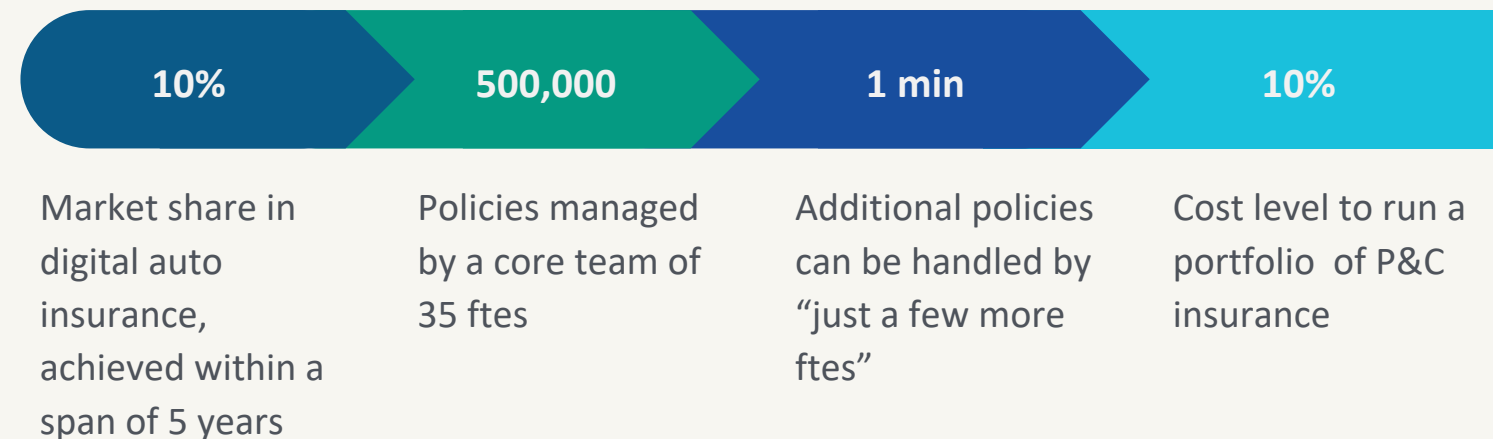 10%
500,000
1 min
10%
Market share in
digital auto
insurance,
achieved within a
span of 5 years
Policies managed
by a core team of
35 ftes
Additional policies
can be handled by
“just a few more
ftes”
Cost level to run a
portfolio of P&C
insurance